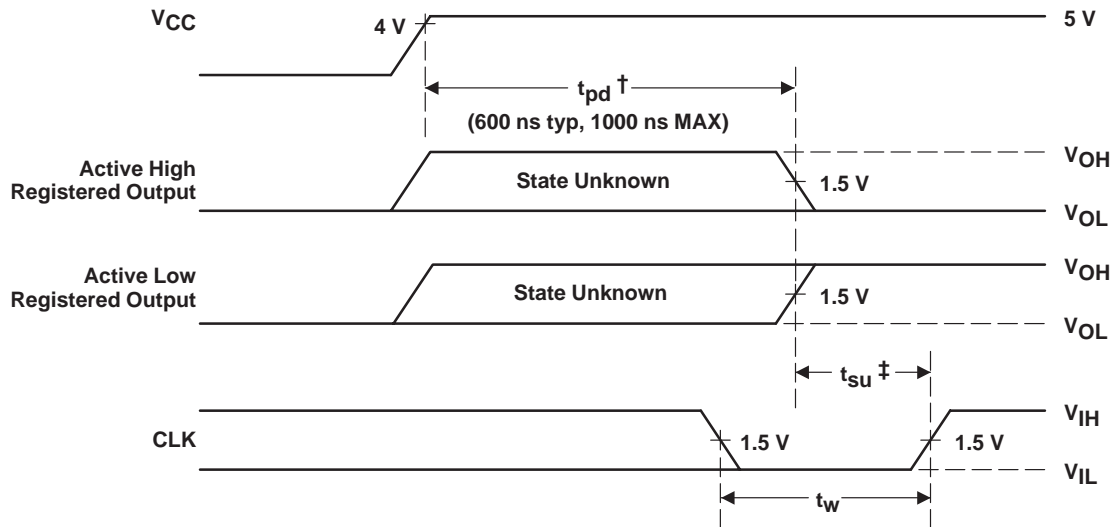 VCC
4 V
5 V
tpd †
(600 ns typ, 1000 ns MAX)
Active High
Registered Output
State Unknown
1.5 V
VOH
VOL
Active Low
Registered Output
State Unknown
1.5 V
VOH
VOL
tsu ‡
CLK
1.5 V
1.5 V
VIH
VIL
tw